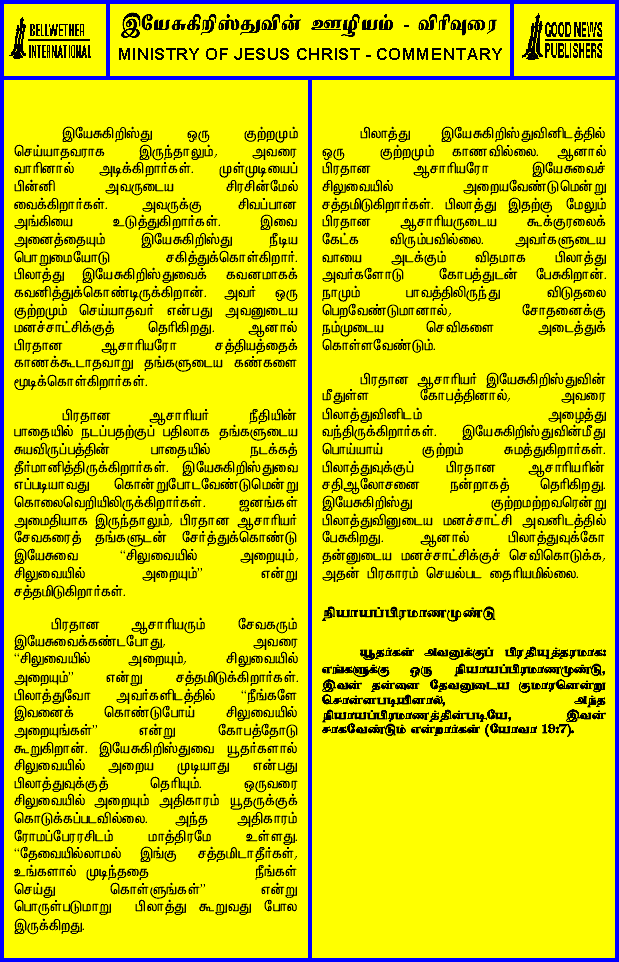 BELLWETHER
INTERNATIONAL
இயேசுகிறிஸ்துவின் ஊழியம் - விரிவுரை
MINISTRY OF JESUS CHRIST - COMMENTARY
GOOD NEWS
PUBLISHERS
இயேசுகிறிஸ்து ஒரு குற்றமும்
செய்யாதவராக இருந்தாலும், அவரை
வாரினால் அடிக்கிறார்கள். முள்முடியைப்
பின்னி அவருடைய சிரசின்மேல்
வைக்கிறார்கள். அவருக்கு சிவப்பான
அங்கியை உடுத்துகிறார்கள். இவை
அனைத்தையும் இயேசுகிறிஸ்து நீடிய
பொறுமையோடு சகித்துக்கொள்கிறார்.
பிலாத்து இயேசுகிறிஸ்துவைக் கவனமாகக்
கவனித்துக்கொண்டிருக்கிறான். அவர் ஒரு
குற்றமும் செய்யாதவர் என்பது அவனுடைய
மனச்சாட்சிக்குத் தெரிகிறது. ஆனால்
பிரதான ஆசாரியரோ சத்தியத்தைக்
காணக்கூடாதவாறு தங்களுடைய கண்களை
மூடிக்கொள்கிறார்கள்.
பிரதான ஆசாரியர் நீதியின்
பாதையில் நடப்பதற்குப் பதிலாக தங்களுடைய
சுயவிருப்பத்தின் பாதையில் நடக்கத்
தீர்மானித்திருக்கிறார்கள். இயேசுகிறிஸ்துவை
எப்படியாவது கொன்றுபோடவேண்டுமென்று
கொலைவெறியிலிருக்கிறார்கள். ஜனங்கள்
அமைதியாக இருந்தாலும், பிரதான ஆசாரியர்
சேவகரைத் தங்களுடன் சேர்த்துக்கொண்டு
இயேசுவை “சிலுவையில் அறையும்,
சிலுவையில் அறையும்” என்று
சத்தமிடுகிறார்கள்.
பிரதான ஆசாரியரும் சேவகரும்
இயேசுவைக்கண்டபோது, அவரை
“சிலுவையில் அறையும், சிலுவையில்
அறையும்” என்று சத்தமிடுக்கிறார்கள்.
பிலாத்துவோ அவர்களிடத்தில் “நீங்களே
இவனைக் கொண்டுபோய் சிலுவையில்
அறையுங்கள்” என்று கோபத்தோடு
கூறுகிறான். இயேசுகிறிஸ்துவை யூதர்களால்
சிலுவையில் அறைய முடியாது என்பது
பிலாத்துவுக்குத் தெரியும். ஒருவரை
சிலுவையில் அறையும் அதிகாரம் யூதருக்குக்
கொடுக்கப்படவில்லை. அந்த அதிகாரம்
ரோமப்பேரரசிடம் மாத்திரமே உள்ளது.
“தேவையில்லாமல் இங்கு சத்தமிடாதீர்கள்,
உங்களால் முடிந்ததை நீங்கள்
செய்து கொள்ளுங்கள்” என்று
பொருள்படுமாறு பிலாத்து கூறுவது போல
இருக்கிறது.
பிலாத்து இயேசுகிறிஸ்துவினிடத்தில்
ஒரு குற்றமும் காணவில்லை. ஆனால்
பிரதான ஆசாரியரோ இயேசுவைச்
சிலுவையில் அறையவேண்டுமென்று
சத்தமிடுகிறார்கள். பிலாத்து இதற்கு மேலும்
பிரதான ஆசாரியருடைய கூக்குரலைக்
கேட்க விரும்பவில்லை. அவர்களுடைய
வாயை அடக்கும் விதமாக பிலாத்து
அவர்களோடு கோபத்துடன் பேசுகிறான்.
நாமும் பாவத்திலிருந்து விடுதலை
பெறவேண்டுமானால், சோதனைக்கு
நம்முடைய செவிகளை அடைத்துக்
கொள்ளவேண்டும்.
பிரதான ஆசாரியர் இயேசுகிறிஸ்துவின்
மீதுள்ள கோபத்தினால், அவரை
பிலாத்துவினிடம் அழைத்து
வந்திருக்கிறார்கள். இயேசுகிறிஸ்துவின்மீது
பொய்யாய் குற்றம் சுமத்துகிறார்கள்.
பிலாத்துவுக்குப் பிரதான ஆசாரியரின்
சதிஆலோசனை நன்றாகத் தெரிகிறது.
இயேசுகிறிஸ்து குற்றமற்றவரென்று
பிலாத்துவினுடைய மனச்சாட்சி அவனிடத்தில்
பேசுகிறது. ஆனால் பிலாத்துவுக்கோ
தன்னுடைய மனச்சாட்சிக்குச் செவிகொடுக்க,
அதன் பிரகாரம் செயல்பட தைரியமில்லை.
நியாயப்பிரமாணமுண்டு
யூதர்கள் அவனுக்குப் பிரதியுத்தரமாக:
எங்களுக்கு ஒரு நியாயப்பிரமாணமுண்டு,
இவன் தன்னை தேவனுடைய குமாரனென்று
சொன்னபடியினால், அந்த
நியாயப்பிரமாணத்தின்படியே, இவன்
சாகவேண்டும் என்றார்கள் (யோவா 19:7).